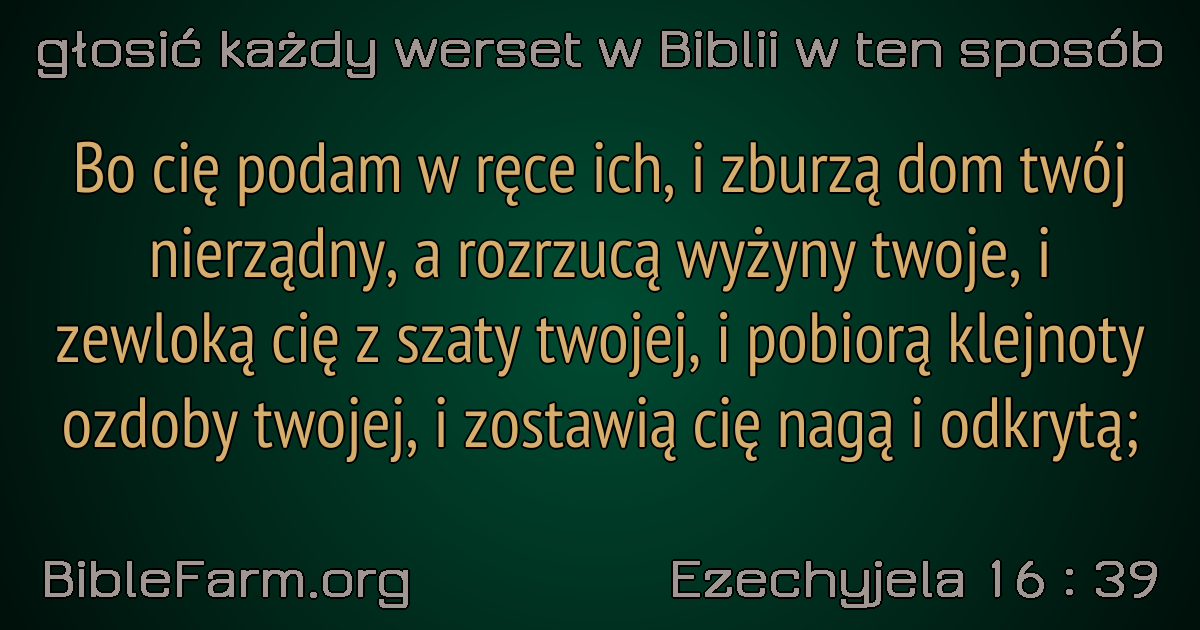 głosić każdy werset w Biblii w ten sposób
Bo cię podam w ręce ich, i zburzą dom twój
nierządny, a rozrzucą wyżyny twoje, i
zewloką cię z szaty twojej, i pobiorą klejnoty
ozdoby twojej, i zostawią cię nagą i odkrytą;
BibleFarm.org
Ezechyjela 16 : 39